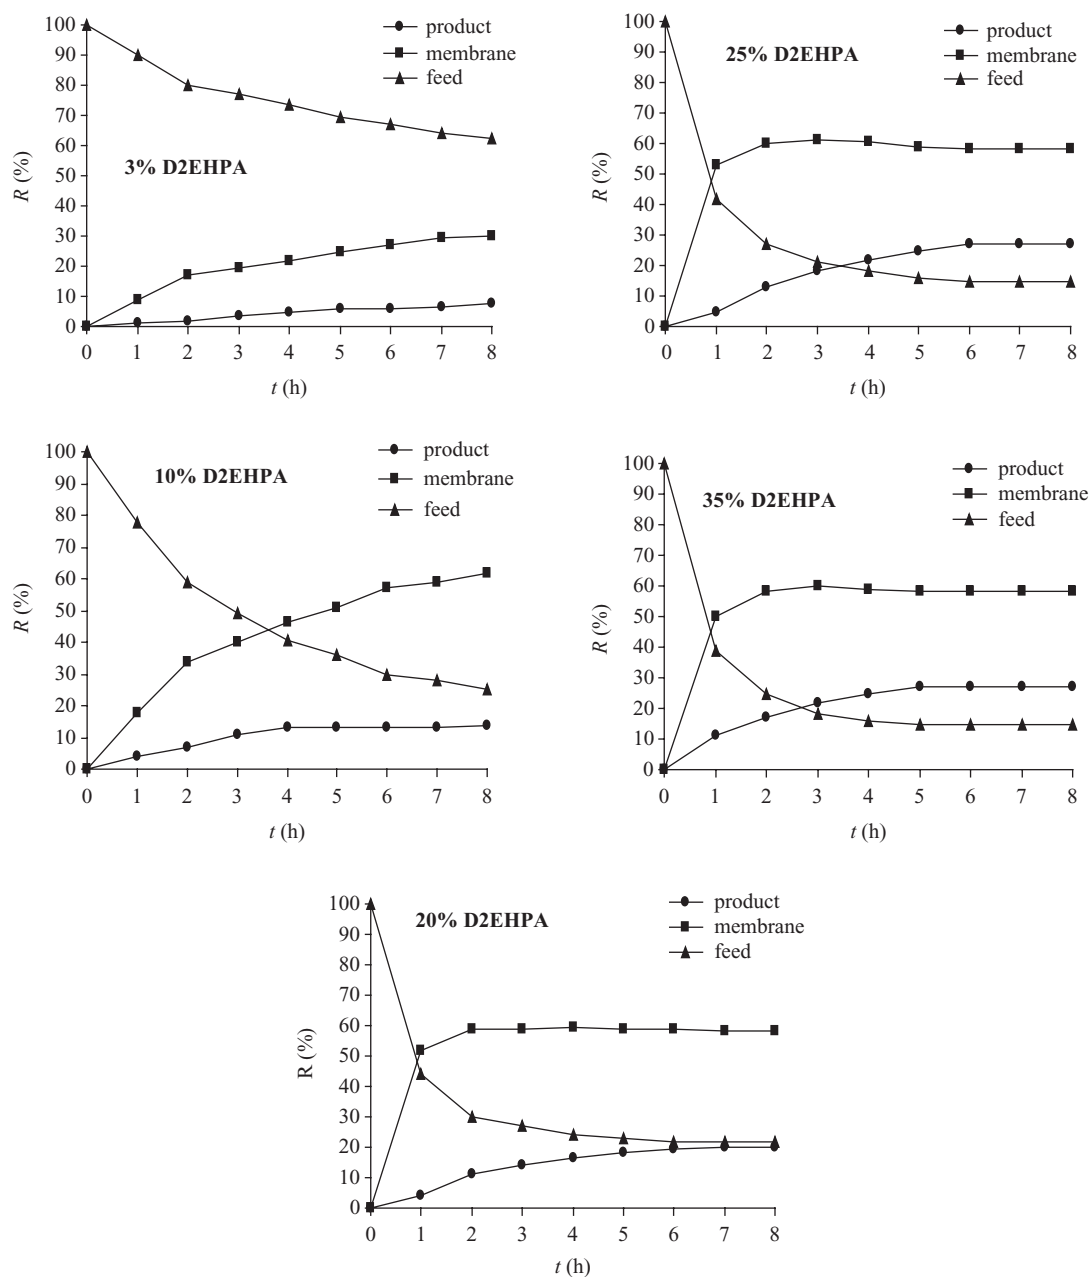 100
90
80
70
60
50
40
30
20
10
0
R (%)
3% D2EHPA
product
membrane
feed
0 1 2 3 4 5 6 7 8
t (h)
100
90
80
70
60
50
40
30
20
10
0
R (%)
25% D2EHPA
product
membrane
feed
0 1 2 3 4 5 6 7 8
t (h)
100
90
80
70
60
50
40
30
20
10
0
R (%)
10% D2EHPA
product
membrane
feed
0 1 2 3 4 5 6 7 8
t (h)
100
90
80
70
60
50
40
30
20
10
0
R (%)
35% D2EHPA
product
membrane
feed
0 1 2 3 4 5 6 7 8
t (h)
100
90
80
70
60
50
40
30
20
10
0
R (%)
20% D2EHPA
product
membrane
feed
0 1 2 3 4 5 6 7 8
t (h)